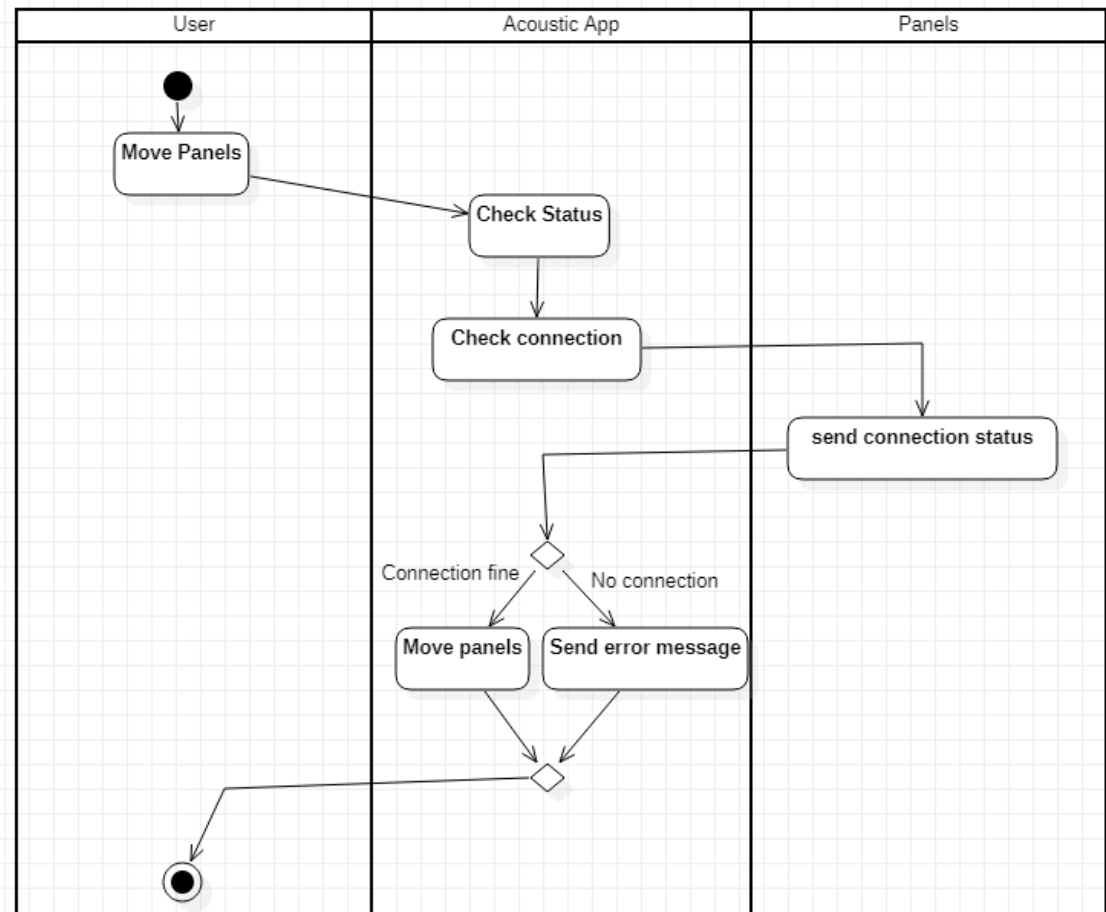 User
Acoustic App
Panels
Move Panels
Check Status
Check connection
send connection status
Connection fine
No connection
Move panels
Send error message